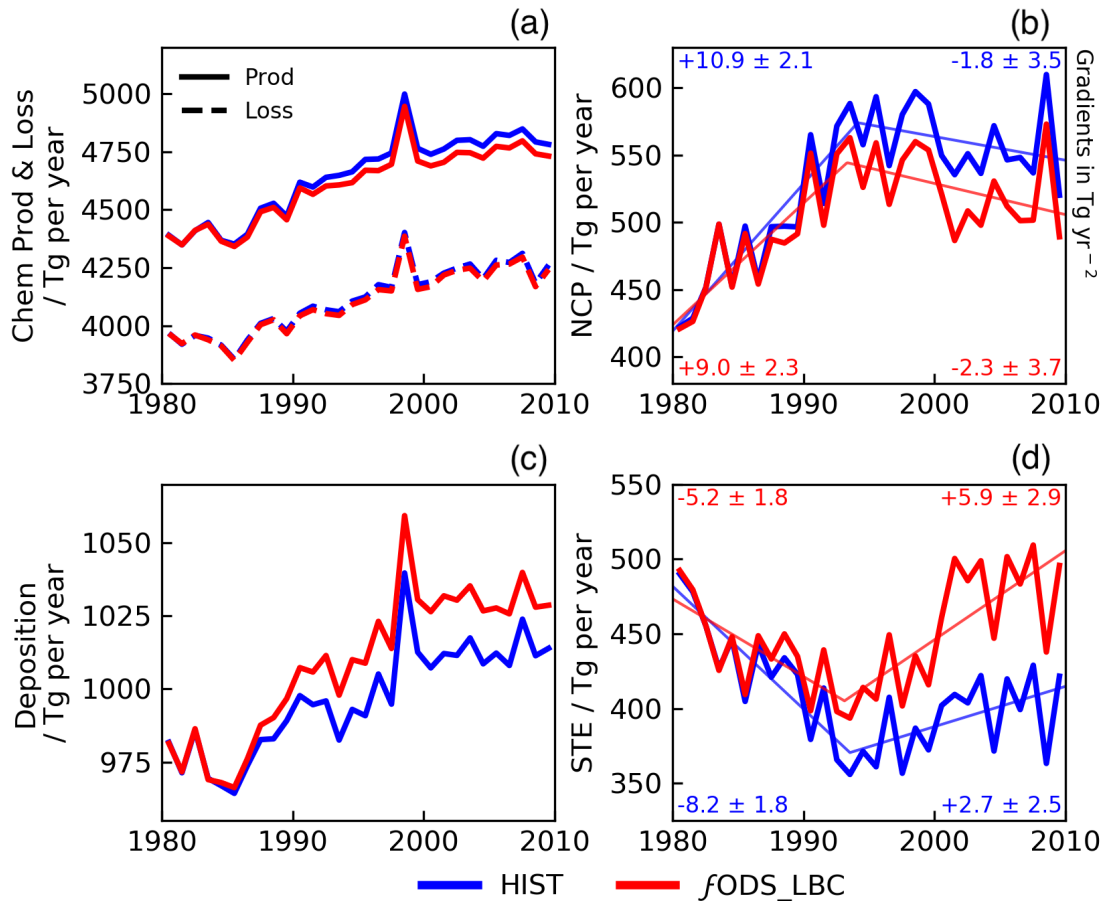 (a)
Chem Prod & Loss
/ Tg per year
5000
4750
4500
4250
4000
3750
Prod
Loss
1980
1990
2000
2010
(b)
NCP / Tg per year
600
550
500
450
400
+10.9 ± 2.1
-1.8 ± 3.5
+9.0 ± 2.3
-2.3 ± 3.7
Gradients in Tg yr⁻²
1980
1990
2000
2010
(c)
Deposition
/ Tg per year
1050
1025
1000
975
1980
1990
2000
2010
(d)
STE / Tg per year
550
500
450
400
350
-5.2 ± 1.8
+5.9 ± 2.9
-8.2 ± 1.8
+2.7 ± 2.5
1980
1990
2000
2010
HIST
ƒODS_LBC